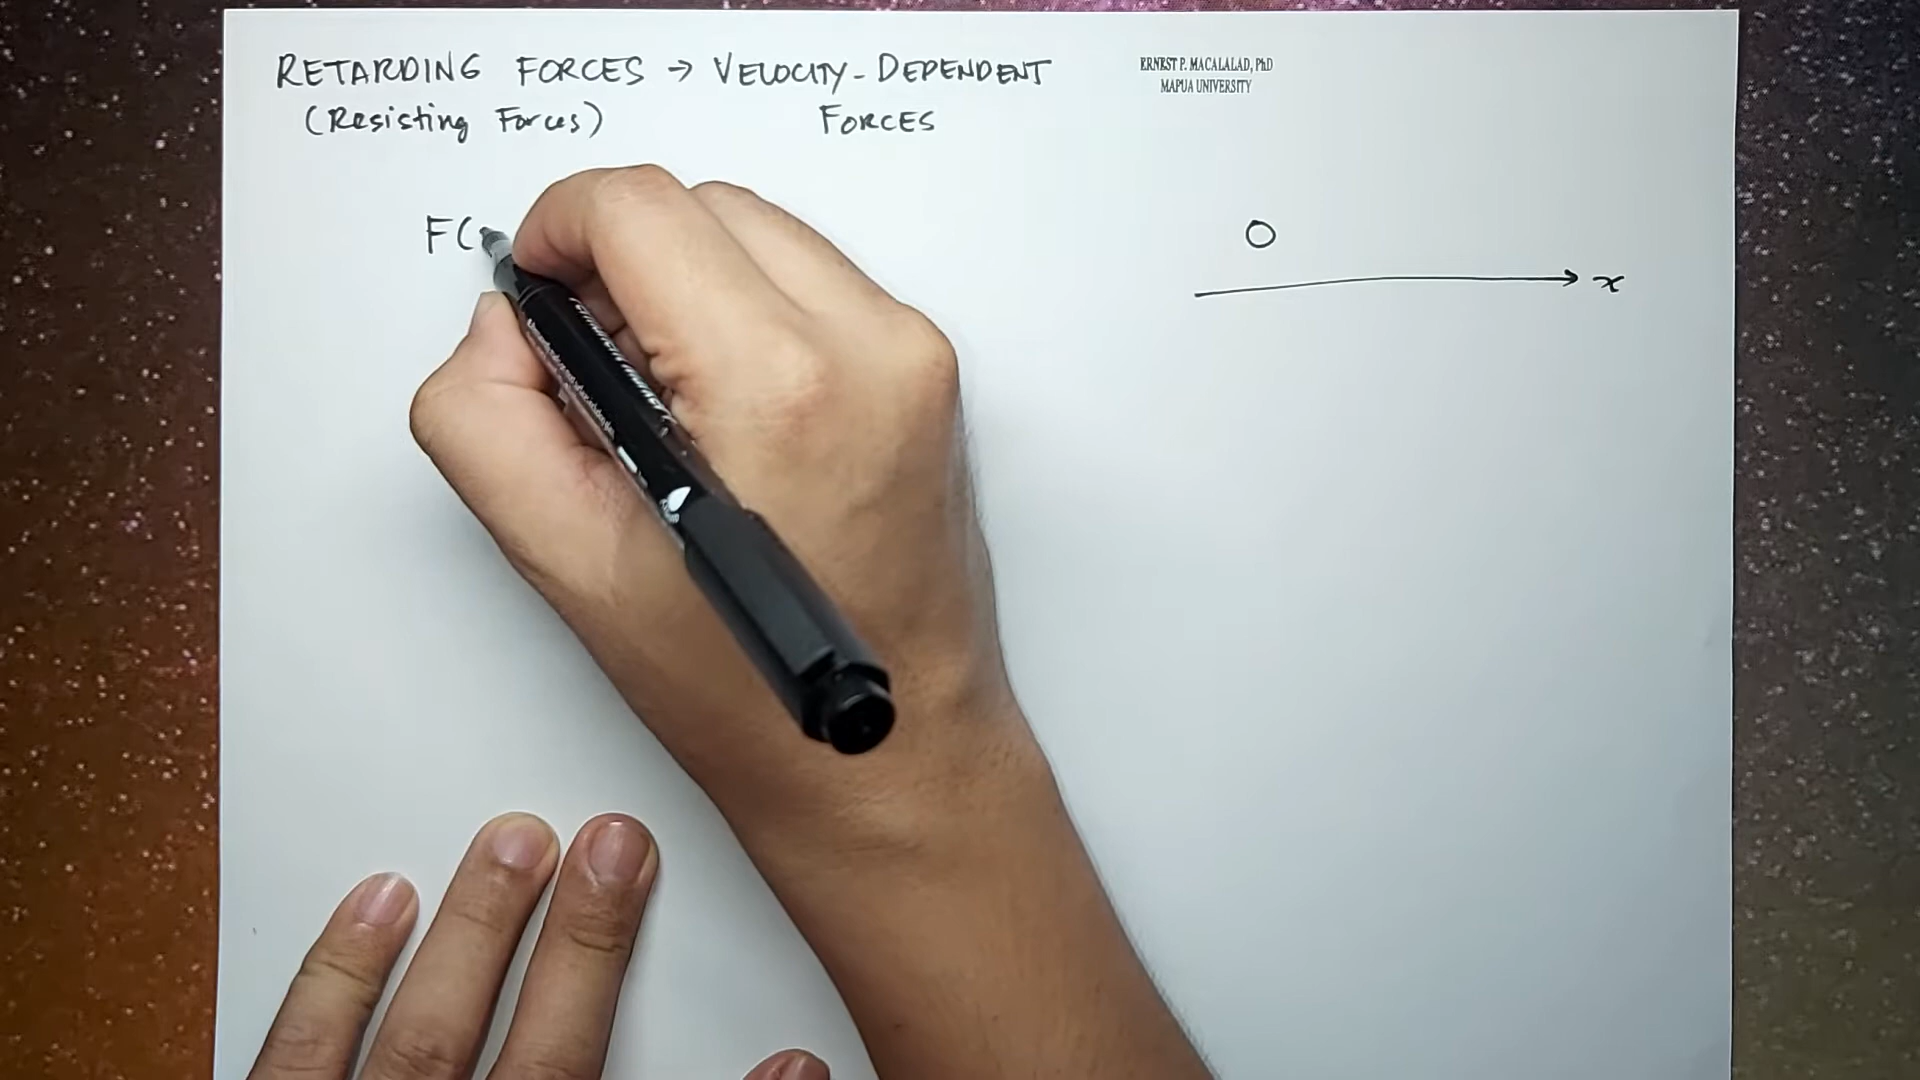 RETARDING FORCES → VELOCITY-DEPENDENT
(Resisting Forces) FORCES
ERNEST P. MACALALAD, PhD
MAPUA UNIVERSITY
F(
x